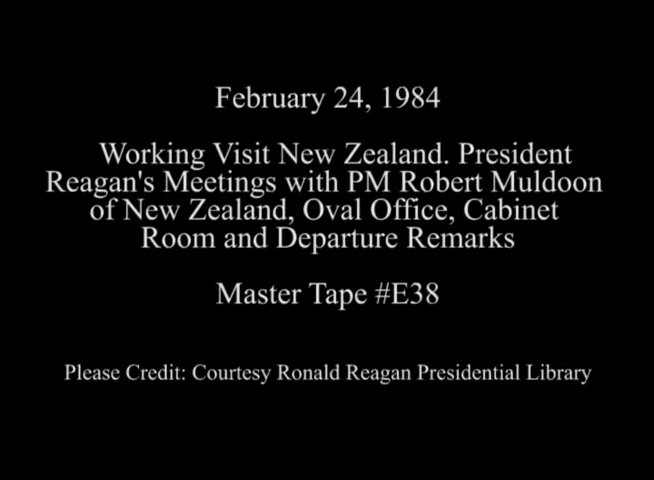 February 24, 1984
Working Visit New Zealand. President
Reagan's Meetings with PM Robert Muldoon
of New Zealand, Oval Office, Cabinet
Room and Departure Remarks
Master Tape #E38
Please Credit: Courtesy Ronald Reagan Presidential Library